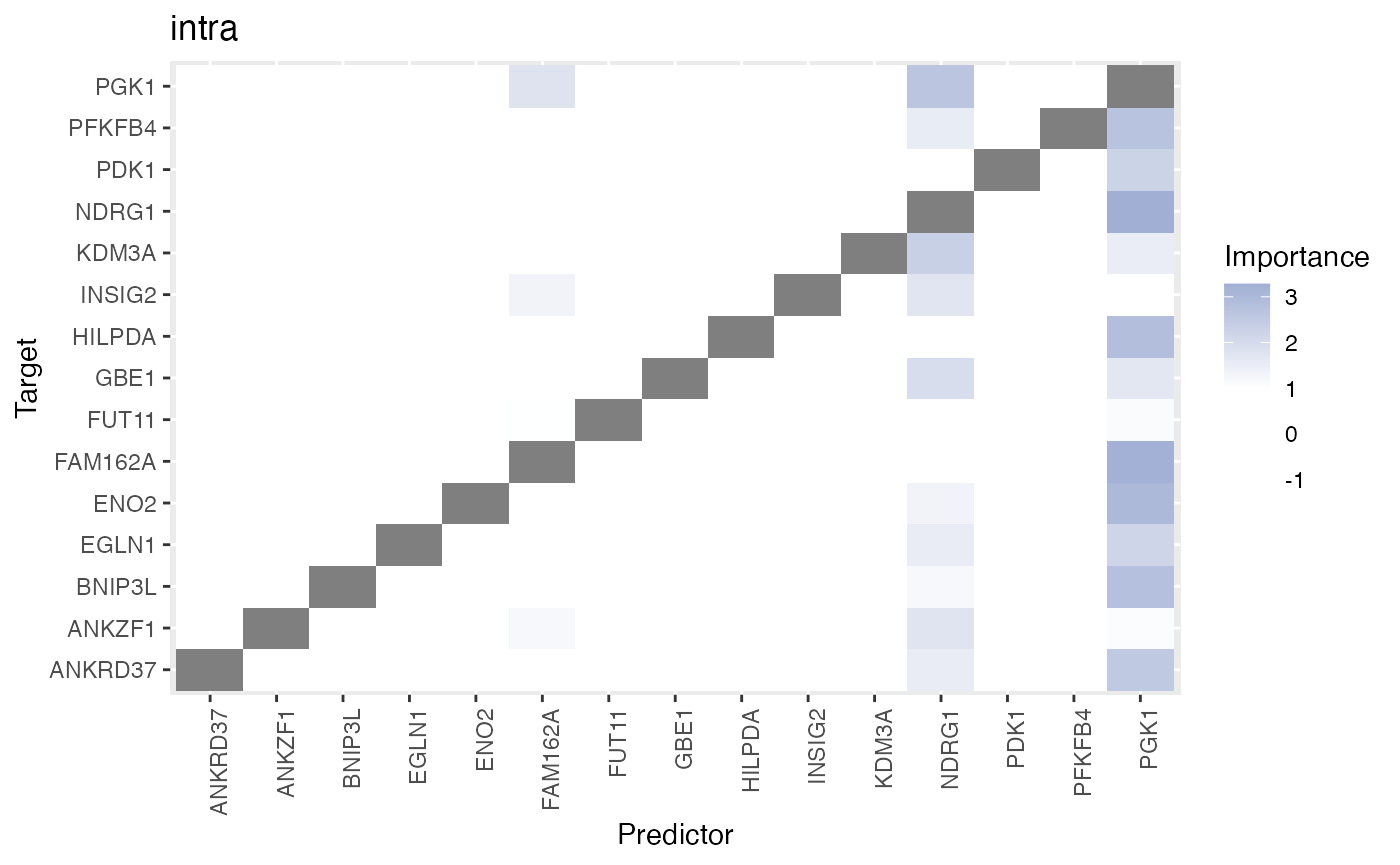 intra
PGK1
PFKFB4
PDK1
NDRG1
KDM3A
INSIG2
HILPDA
GBE1
FUT11
FAM162A
ENO2
EGLN1
BNIP3L
ANKZF1
ANKRD37
Target
ANKRD37
ANKZF1
BNIP3L
EGLN1
ENO2
FAM162A
FUT11
GBE1
HILPDA
INSIG2
KDM3A
NDRG1
PDK1
PFKFB4
PGK1
Predictor
Importance
3
2
1
0
-1